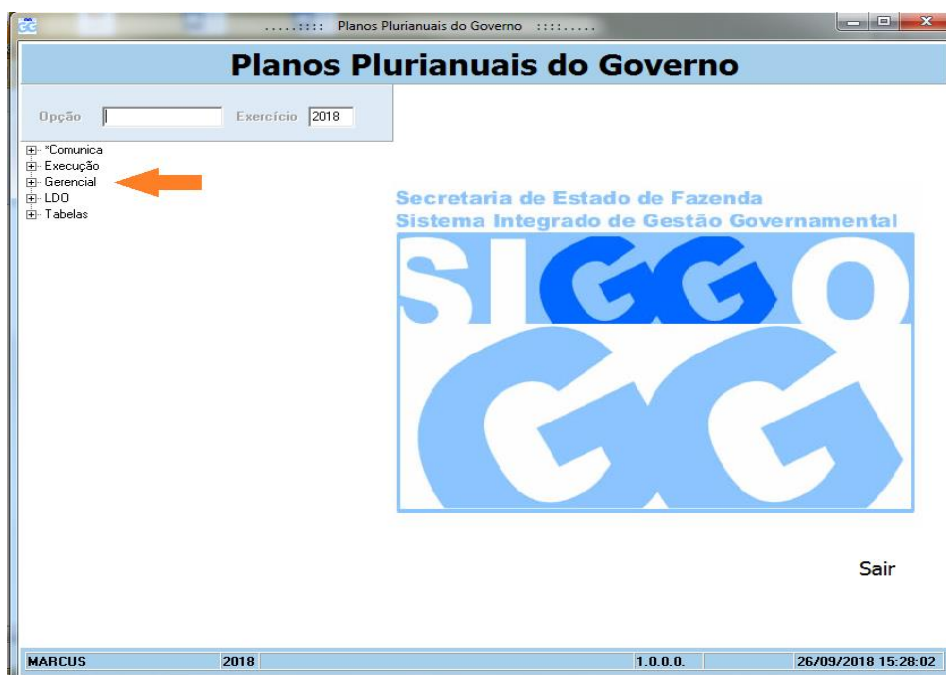 .....:::: Planos Plurianuais do Governo ::::.....
Planos Plurianuais do Governo
Opção
Exercício 2018
*Comunica
Execução
Gerencial
LDO
Tabelas
Secretaria de Estado de Fazenda
Sistema Integrado de Gestão Governamental
SIGGO
GG
Sair
MARCUS 2018 1.0.0.0. 26/09/2018 15:28:02